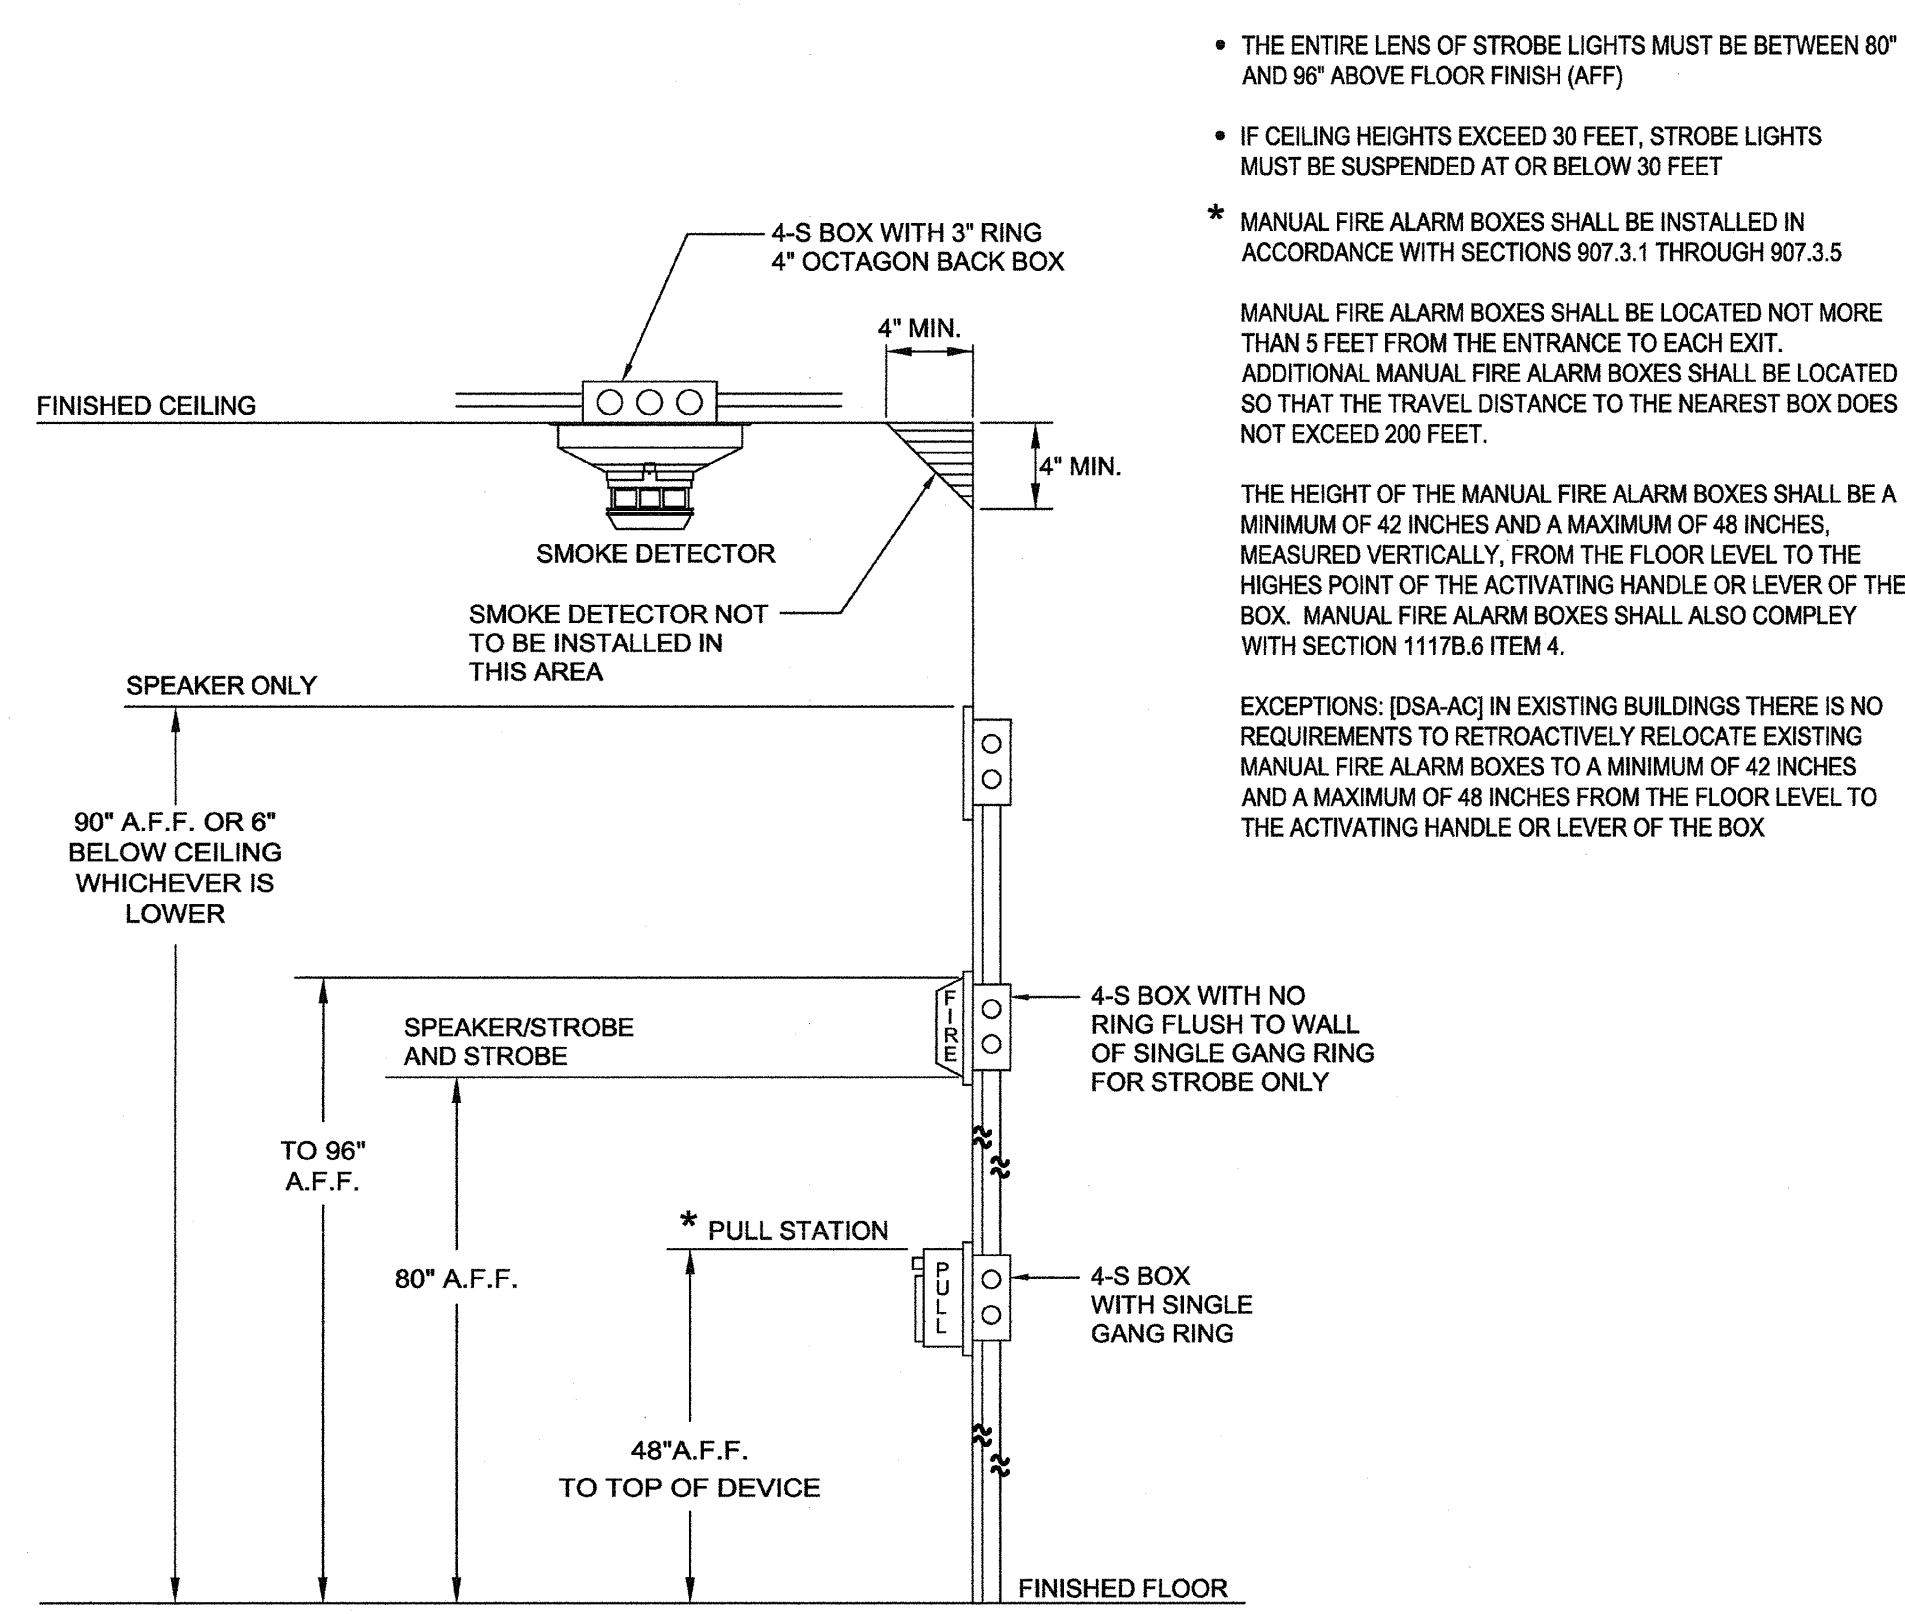 • THE ENTIRE LENS OF STROBE LIGHTS MUST BE BETWEEN 80"
AND 96" ABOVE FLOOR FINISH (AFF)
• IF CEILING HEIGHTS EXCEED 30 FEET, STROBE LIGHTS
MUST BE SUSPENDED AT OR BELOW 30 FEET
* MANUAL FIRE ALARM BOXES SHALL BE INSTALLED IN
ACCORDANCE WITH SECTIONS 907.3.1 THROUGH 907.3.5
MANUAL FIRE ALARM BOXES SHALL BE LOCATED NOT MORE
THAN 5 FEET FROM THE ENTRANCE TO EACH EXIT.
ADDITIONAL MANUAL FIRE ALARM BOXES SHALL BE LOCATED
SO THAT THE TRAVEL DISTANCE TO THE NEAREST BOX DOES
NOT EXCEED 200 FEET.
THE HEIGHT OF THE MANUAL FIRE ALARM BOXES SHALL BE A
MINIMUM OF 42 INCHES AND A MAXIMUM OF 48 INCHES,
MEASURED VERTICALLY, FROM THE FLOOR LEVEL TO THE
HIGHES POINT OF THE ACTIVATING HANDLE OR LEVER OF THE
BOX. MANUAL FIRE ALARM BOXES SHALL ALSO COMPLEY
WITH SECTION 1117B.6 ITEM 4.
EXCEPTIONS: [DSA-AC] IN EXISTING BUILDINGS THERE IS NO
REQUIREMENTS TO RETROACTIVELY RELOCATE EXISTING
MANUAL FIRE ALARM BOXES TO A MINIMUM OF 42 INCHES
AND A MAXIMUM OF 48 INCHES FROM THE FLOOR LEVEL TO
THE ACTIVATING HANDLE OR LEVER OF THE BOX
4-S BOX WITH 3" RING
4" OCTAGON BACK BOX
4" MIN.
FINISHED CEILING
4" MIN.
SMOKE DETECTOR
SMOKE DETECTOR NOT
TO BE INSTALLED IN
THIS AREA
SPEAKER ONLY
90" A.F.F. OR 6"
BELOW CEILING
WHICHEVER IS
LOWER
SPEAKER/STROBE
AND STROBE
FIRE
4-S BOX WITH NO
RING FLUSH TO WALL
OF SINGLE GANG RING
FOR STROBE ONLY
TO 96"
A.F.F.
80" A.F.F.
* PULL STATION
PULL
4-S BOX
WITH SINGLE
GANG RING
48"A.F.F.
TO TOP OF DEVICE
FINISHED FLOOR